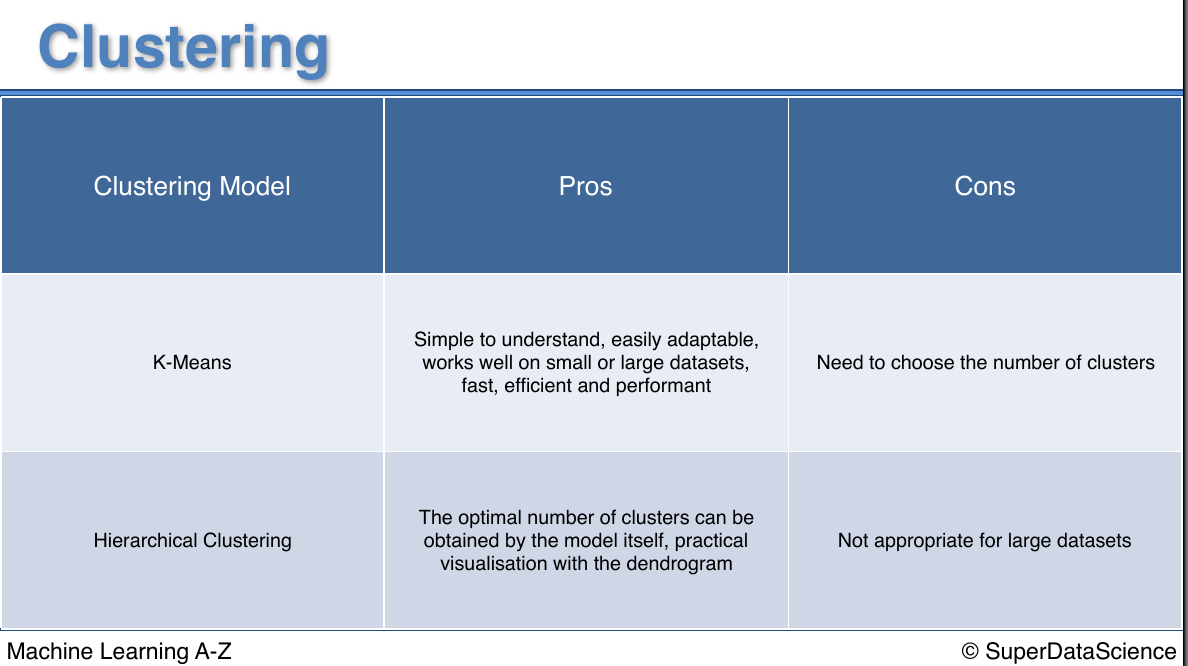 Clustering
Clustering Model
Pros
Cons
K-Means
Simple to understand, easily adaptable,
works well on small or large datasets,
fast, efficient and performant
Need to choose the number of clusters
Hierarchical Clustering
The optimal number of clusters can be
obtained by the model itself, practical
visualisation with the dendrogram
Not appropriate for large datasets
Machine Learning A-Z
© SuperDataScience